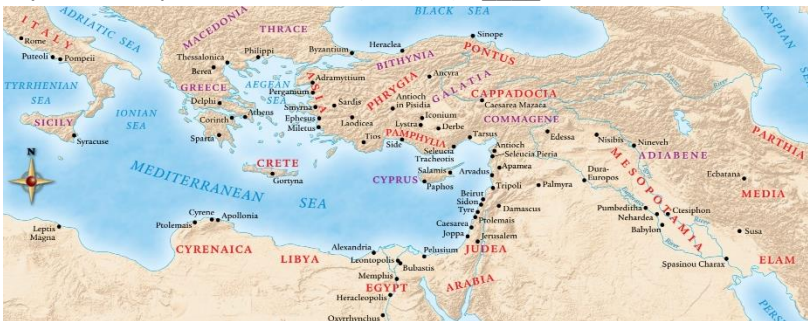 BLACK SEA
ADRIATIC SEA
CASPIAN
ITALY
Rome
Puteoli
Pompeii
MACEDONIA
THRACE
Thessalonica
Philippi
Berea
Byzantium
Heraclea
Sinope
BITHYNIA
PONTUS
TYRRHENIAN
SEA
GREECE
AEGEAN
SEA
Delphi
Athens
Corinth
Sparta
IONIAN
SEA
SICILY
Syracuse
Adramyttium
Pergamum
ASIA
Smyrna
Sardis
Ephesus
Miletus
Laodicea
PHRYGIA
Antioch
in Pisidia
Ancyra
GALATIA
CAPPADOCIA
Caesarea Mazaca
Iconium
Lystra
Derbe
COMMAGENE
Tios
PAMPHYLIA
Side
Tarsus
Seleucia
Tracheotis
Antioch
Seleucia Pieria
Edessa
Nisibis
Nineveh
ADIABENE
PARTHIA
N
CRETE
Gortyna
MEDITERRANEAN
SEA
CYPRUS
Salamis
Paphos
Arvadus
Apamea
Tripoli
Palmyra
Dura-
Europos
MESOPOTAMIA
Ecbatana
MEDIA
Beirut
Sidon
Tyre
Damascus
Ptolemais
Caesarea
Joppa
Jerusalem
JUDEA
Pumbeditha
Nehardea
Babylon
Ctesiphon
Susa
River
River
Spasinou Charax
ELAM
Leptis
Magna
Cyrene
Ptolemais
Apollonia
CYRENAICA
LIBYA
Alexandria
Leontopolis
Pelusium
Bubastis
Memphis
EGYPT
Heracleopolis
Oxyrhynchus
ARABIA